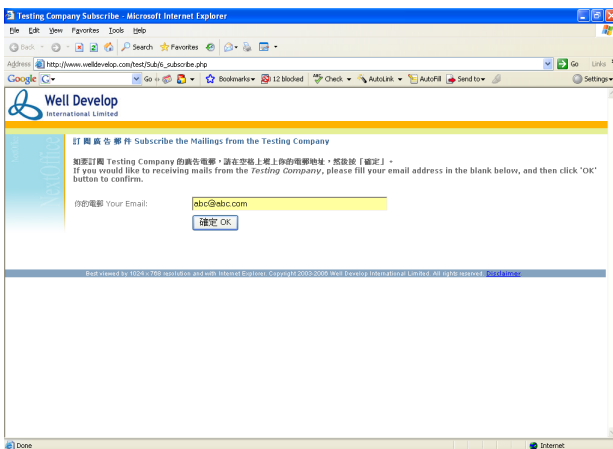 Testing Company Subscribe - Microsoft Internet Explorer
File Edit View Favorites Tools Help
Back Search Favorites
Address http://www.welldevelop.com/test/Sub/6_subscribe.php Go Links
Google G Go Bookmarks 12 blocked Check AutoLink AutoFill Send to Settings
Well Develop
International Limited
NexOffice
訂閱廣告郵件 Subscribe the Mailings from the Testing Company
如要訂閱 Testing Company 的廣告電郵，請在空格上填上你的電郵地址，然後按「確定」。
If you would like to receiving mails from the Testing Company, please fill your email address in the blank below, and then click 'OK'
button to confirm.
你的電郵 Your Email: abc@abc.com
確定 OK
Best viewed by 1024 x 768 resolution and with Internet Explorer. Copyright 2003-2006 Well Develop International Limited. All rights reserved. Disclaimer
Done Internet